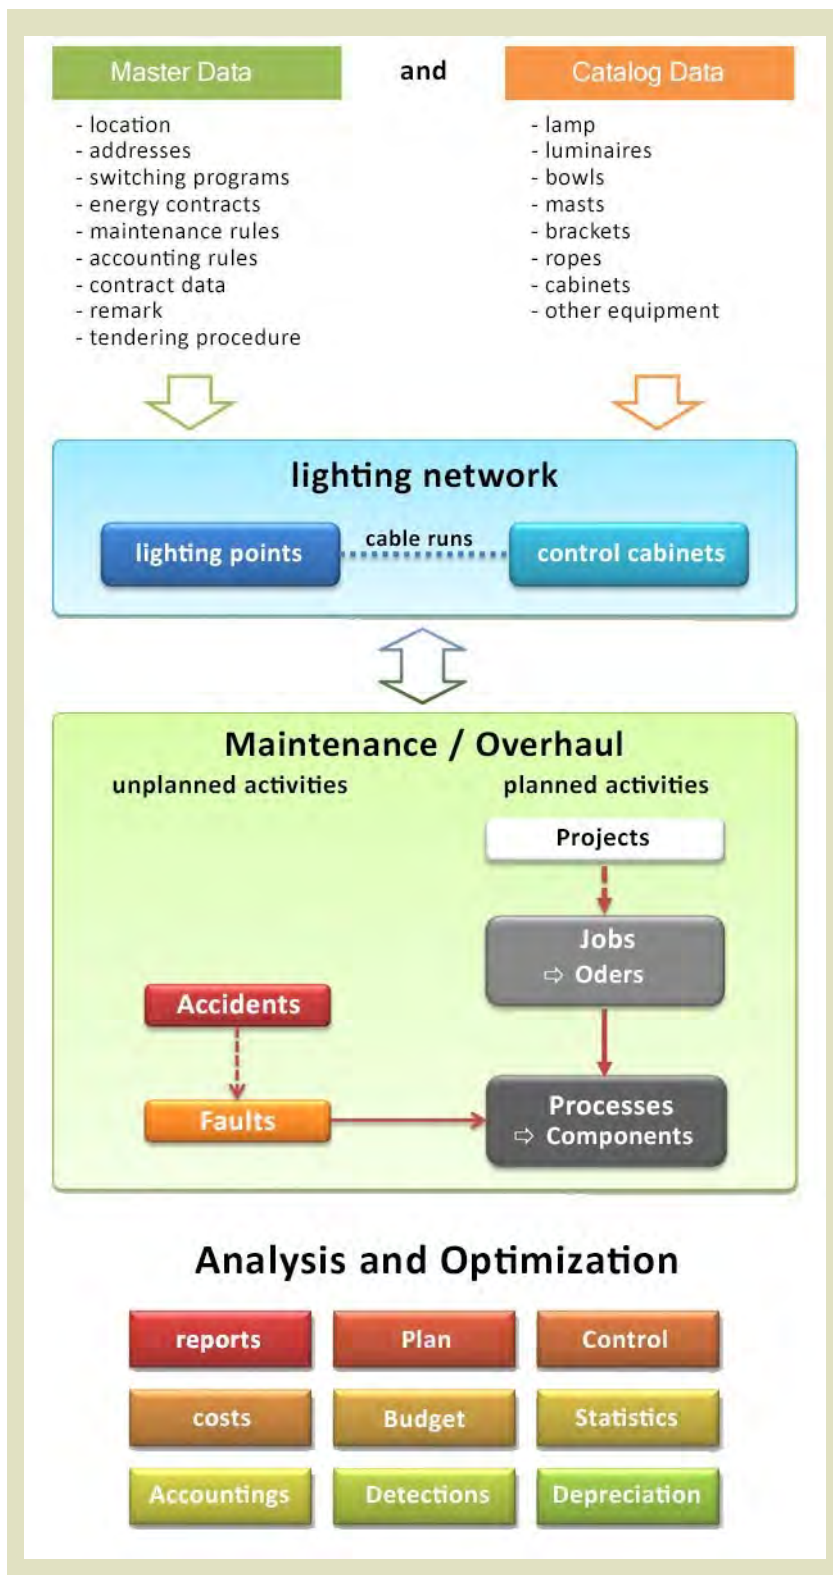 Master Data and Catalog Data
- location
- addresses
- switching programs
- energy contracts
- maintenance rules
- accounting rules
- contract data
- remark
- tendering procedure
- lamp
- luminaires
- bowls
- masts
- brackets
- ropes
- cabinets
- other equipment
lighting network
lighting points
cable runs
control cabinets
Maintenance / Overhaul
unplanned activities
planned activities
Projects
Jobs
⇨ Oders
Accidents
Faults
Processes
⇨ Components
Analysis and Optimization
reports
Plan
Control
costs
Budget
Statistics
Accountings
Detections
Depreciation